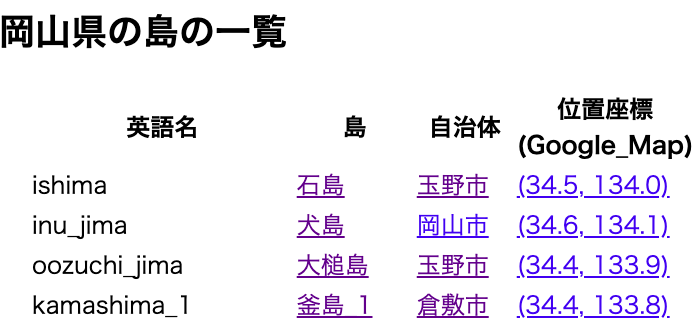 岡山県の島の一覧
英語名 島 自治体 位置座標
(Google_Map)
ishima 石島 玉野市 (34.5, 134.0)
inu_jima 犬島 岡山市 (34.6, 134.1)
oozuchi_jima 大槌島 玉野市 (34.4, 133.9)
kamashima_1 釜島_1 倉敷市 (34.4, 133.8)